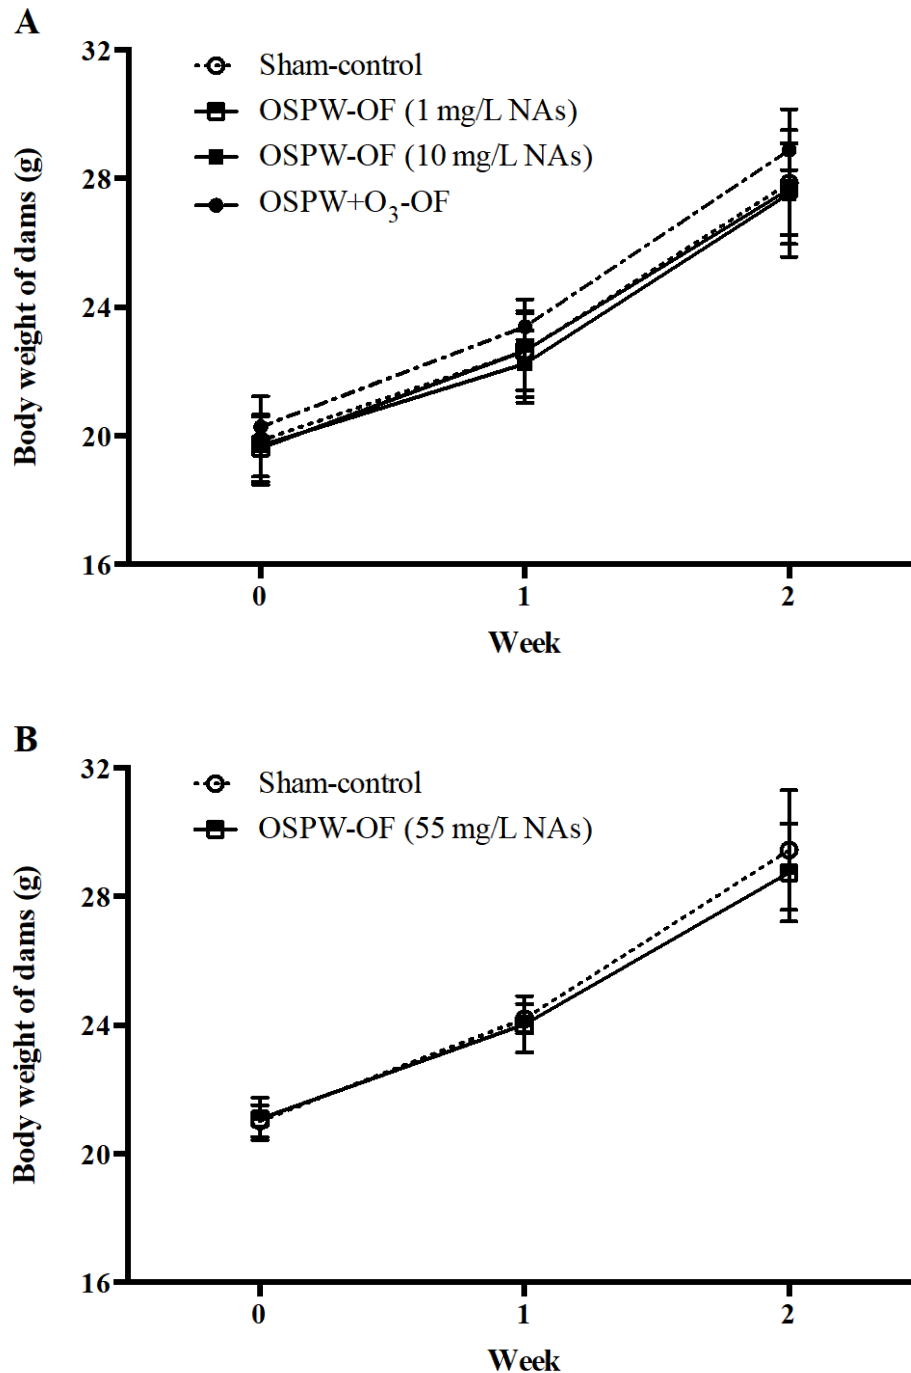 A
32
28
24
20
16
Body weight of dams (g)
Sham-control
OSPW-OF (1 mg/L NAs)
OSPW-OF (10 mg/L NAs)
OSPW+O3-OF
0 1 2
Week
B
32
28
24
20
16
Body weight of dams (g)
Sham-control
OSPW-OF (55 mg/L NAs)
0 1 2
Week